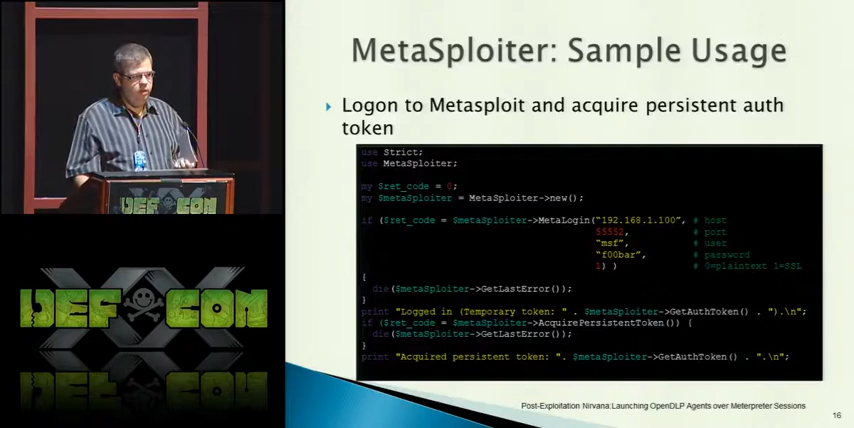 MetaSploiter: Sample Usage
Logon to Metasploit and acquire persistent auth
token
use Strict;
use MetaSploiter;
my $ret_code = 0;
my $metaSploiter = MetaSploiter->new();
if ($ret_code = $metaSploiter->MetaLogin("192.168.1.100", # host
55552, # port
"msf", # user
"f00bar", # password
1) ) # 0=plaintext 1=SSL
{
die($metaSploiter->GetLastError());
}
print "Logged in (Temporary token: " . $metaSploiter->GetAuthToken() . ").\n";
if ($ret_code = $metaSploiter->AcquirePersistentToken()) {
die($metaSploiter->GetLastError());
}
print "Acquired persistent token: ". $metaSploiter->GetAuthToken() . ".\n";
Post-Exploitation Nirvana:Launching OpenDLP Agents over Meterpreter Sessions
16
DEF CON
XX
DEF CON